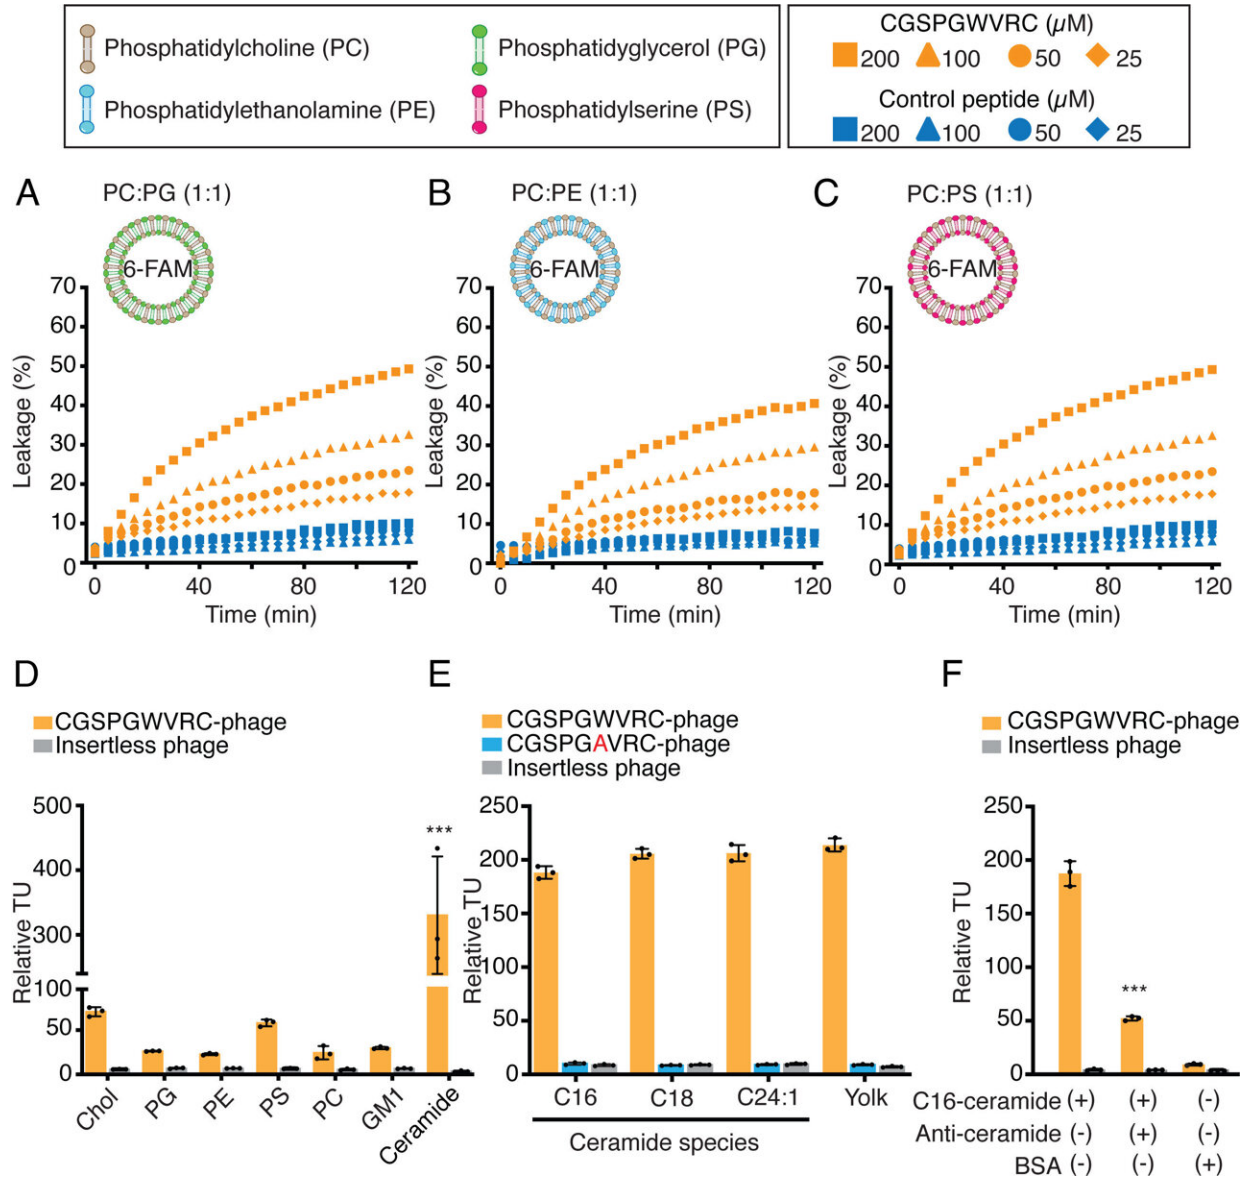 Phosphatidylcholine (PC)
Phosphatidyglycerol (PG)
Phosphatidylethanolamine (PE)
Phosphatidylserine (PS)
CGSPGWVRC (µM)
200 100 50 25
Control peptide (µM)
200 100 50 25
A PC:PG (1:1)
6-FAM
Leakage (%)
70
60
50
40
30
20
10
0
0 40 80 120
Time (min)
B PC:PE (1:1)
6-FAM
Leakage (%)
70
60
50
40
30
20
10
0
0 40 80 120
Time (min)
C PC:PS (1:1)
6-FAM
Leakage (%)
70
60
50
40
30
20
10
0
0 40 80 120
Time (min)
D
CGSPGWVRC-phage
Insertless phage
Relative TU
500
400
300
100
50
0
***
Chol PG PE PS PC GM1 Ceramide
E
CGSPGWVRC-phage
CGSPGAVRC-phage
Insertless phage
Relative TU
250
200
150
100
50
0
C16 C18 C24:1 Yolk
Ceramide species
F
CGSPGWVRC-phage
Insertless phage
Relative TU
250
200
150
100
50
0
***
C16-ceramide (+) (+) (-)
Anti-ceramide (-) (+) (-)
BSA (-) (-) (+)